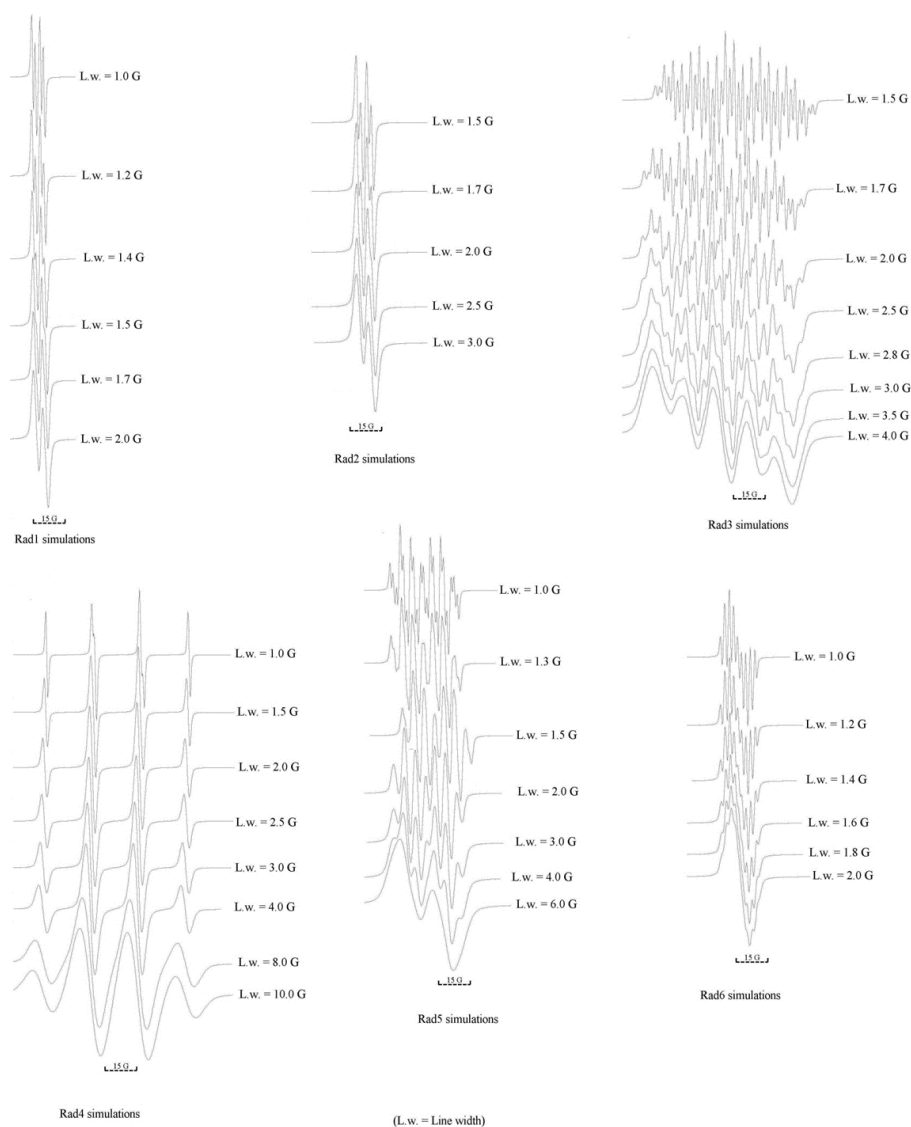 L.w. = 1.0 G
L.w. = 1.2 G
L.w. = 1.4 G
L.w. = 1.5 G
L.w. = 1.7 G
L.w. = 2.0 G
15 G
Rad1 simulations
L.w. = 1.5 G
L.w. = 1.7 G
L.w. = 2.0 G
L.w. = 2.5 G
L.w. = 3.0 G
15 G
Rad2 simulations
L.w. = 1.5 G
L.w. = 1.7 G
L.w. = 2.0 G
L.w. = 2.5 G
L.w. = 2.8 G
L.w. = 3.0 G
L.w. = 3.5 G
L.w. = 4.0 G
15 G
Rad3 simulations
L.w. = 1.0 G
L.w. = 1.5 G
L.w. = 2.0 G
L.w. = 2.5 G
L.w. = 3.0 G
L.w. = 4.0 G
L.w. = 8.0 G
L.w. = 10.0 G
15 G
Rad4 simulations
L.w. = 1.0 G
L.w. = 1.3 G
L.w. = 1.5 G
L.w. = 2.0 G
L.w. = 3.0 G
L.w. = 4.0 G
L.w. = 6.0 G
15 G
Rad5 simulations
L.w. = 1.0 G
L.w. = 1.2 G
L.w. = 1.4 G
L.w. = 1.6 G
L.w. = 1.8 G
L.w. = 2.0 G
15 G
Rad6 simulations
(L.w. = Line width)